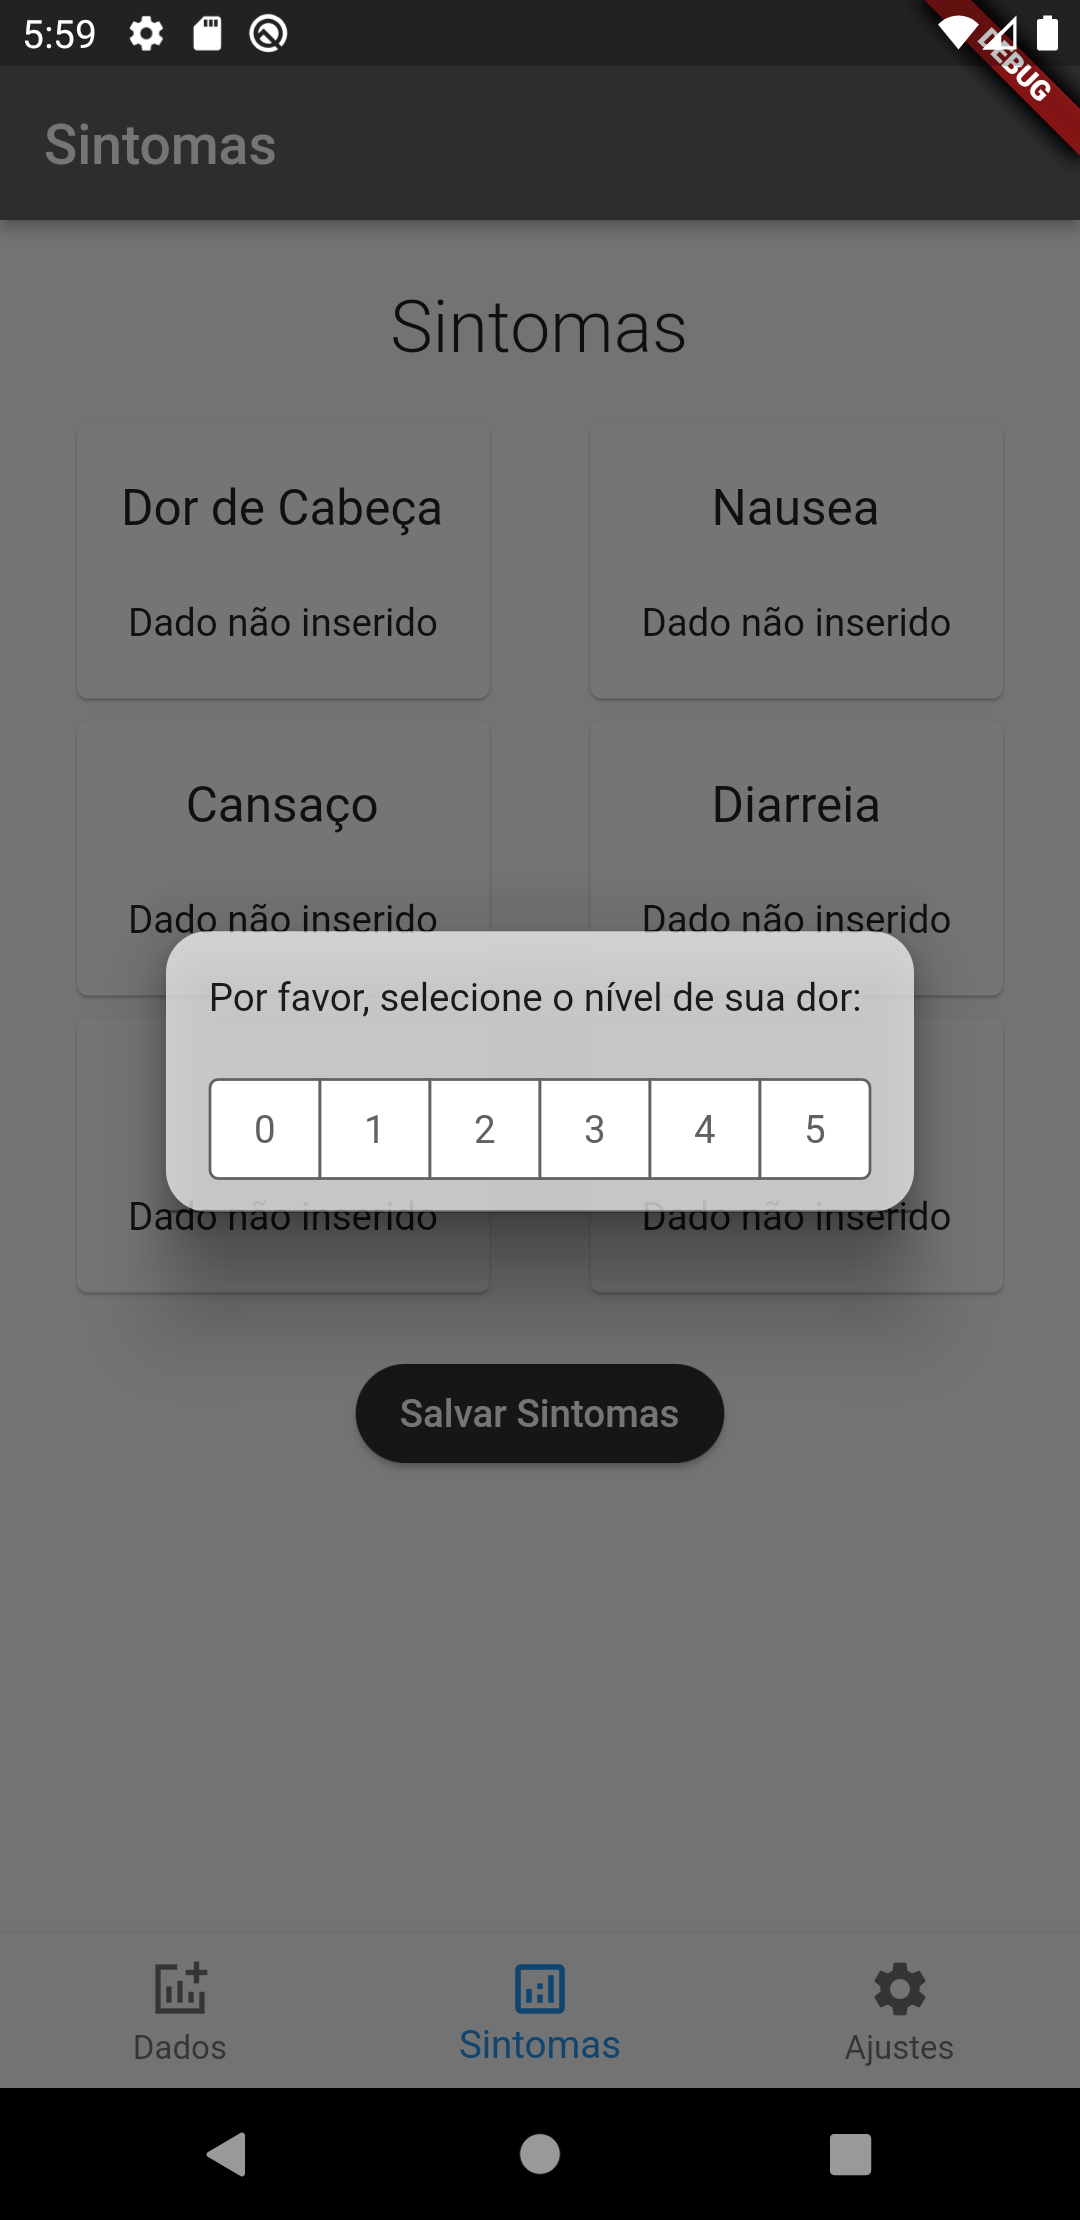 5:59
DEBUG
Sintomas
Sintomas
Dor de Cabeça
Nausea
Dado não inserido
Dado não inserido
Cansaço
Diarreia
Dado não inserido
Dado não inserido
Por favor, selecione o nível de sua dor:
0 1 2 3 4 5
Dado não inserido
Dado não inserido
Salvar Sintomas
Dados
Sintomas
Ajustes